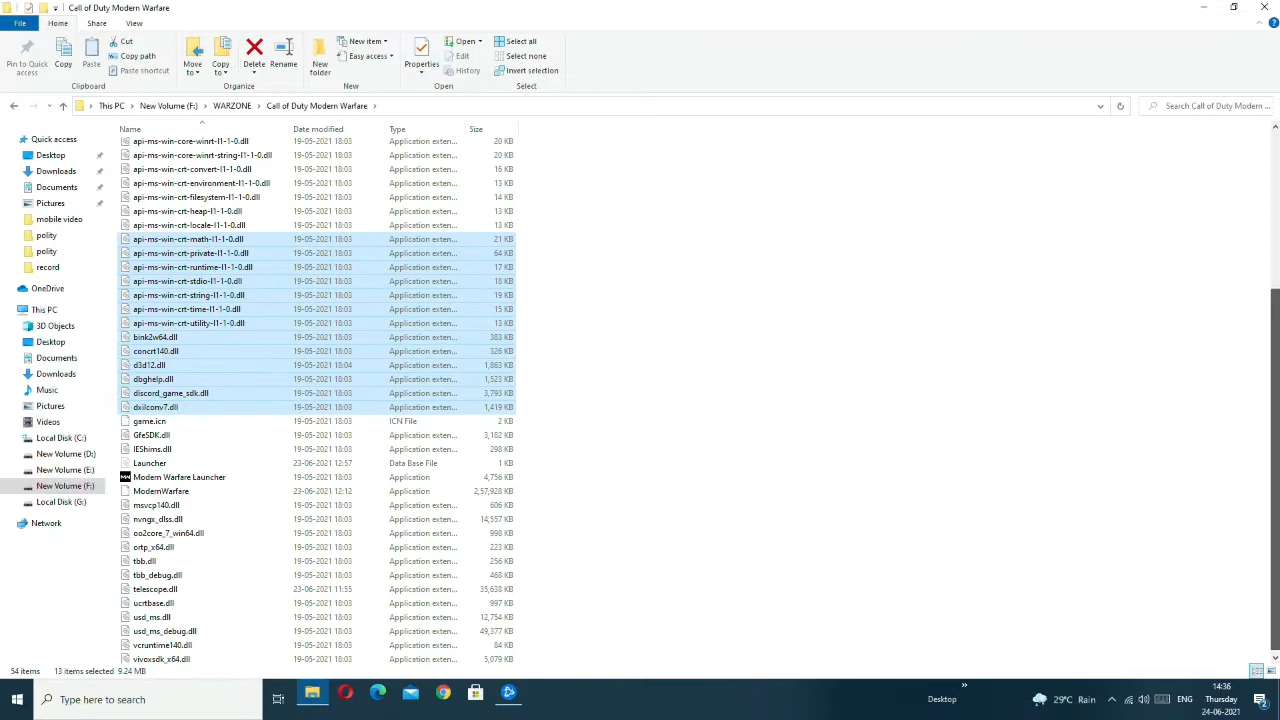 Call of Duty Modern Warfare
File Home Share View
Pin to Quick access
Copy
Paste
Cut
Copy path
Paste shortcut
Clipboard
Move to
Copy to
Delete
Rename
Organize
New folder
New item
Easy access
New
Properties
Open
Edit
History
Open
Select all
Select none
Invert selection
Select
This PC > New Volume (F:) > WARZONE > Call of Duty Modern Warfare >
Search Call of Duty Modern ...
Quick access
Desktop
Downloads
Documents
Pictures
mobile video
polity
polity
record
OneDrive
This PC
3D Objects
Desktop
Documents
Downloads
Music
Pictures
Videos
Local Disk (C:)
New Volume (D:)
New Volume (E:)
New Volume (F:)
Local Disk (G:)
Network
Name Date modified Type Size
api-ms-win-core-winrt-l1-1-0.dll 19-05-2021 18:03 Application exten... 20 KB
api-ms-win-core-winrt-string-l1-1-0.dll 19-05-2021 18:03 Application exten... 20 KB
api-ms-win-crt-convert-l1-1-0.dll 19-05-2021 18:03 Application exten... 16 KB
api-ms-win-crt-environment-l1-1-0.dll 19-05-2021 18:03 Application exten... 13 KB
api-ms-win-crt-filesystem-l1-1-0.dll 19-05-2021 18:03 Application exten... 14 KB
api-ms-win-crt-heap-l1-1-0.dll 19-05-2021 18:03 Application exten... 13 KB
api-ms-win-crt-locale-l1-1-0.dll 19-05-2021 18:03 Application exten... 13 KB
api-ms-win-crt-math-l1-1-0.dll 19-05-2021 18:03 Application exten... 21 KB
api-ms-win-crt-private-l1-1-0.dll 19-05-2021 18:03 Application exten... 64 KB
api-ms-win-crt-runtime-l1-1-0.dll 19-05-2021 18:03 Application exten... 17 KB
api-ms-win-crt-stdio-l1-1-0.dll 19-05-2021 18:03 Application exten... 18 KB
api-ms-win-crt-string-l1-1-0.dll 19-05-2021 18:03 Application exten... 19 KB
api-ms-win-crt-time-l1-1-0.dll 19-05-2021 18:03 Application exten... 15 KB
api-ms-win-crt-utility-l1-1-0.dll 19-05-2021 18:03 Application exten... 13 KB
bink2w64.dll 19-05-2021 18:03 Application exten... 383 KB
concrt140.dll 19-05-2021 18:03 Application exten... 326 KB
d3d12.dll 19-05-2021 18:04 Application exten... 1,863 KB
dbghelp.dll 19-05-2021 18:03 Application exten... 1,523 KB
discord_game_sdk.dll 19-05-2021 18:03 Application exten... 3,793 KB
dxilconv7.dll 19-05-2021 18:03 Application exten... 1,419 KB
game.icn 19-05-2021 18:03 ICN File 2 KB
GfeSDK.dll 19-05-2021 18:03 Application exten... 3,182 KB
IEShims.dll 19-05-2021 18:03 Application exten... 298 KB
Launcher 23-06-2021 12:57 Data Base File 1 KB
Modern Warfare Launcher 19-05-2021 18:03 Application 4,756 KB
ModernWarfare 23-06-2021 12:12 Application 2,57,928 KB
msvcp140.dll 19-05-2021 18:03 Application exten... 606 KB
nvngx_dlss.dll 19-05-2021 18:03 Application exten... 14,557 KB
oo2core_7_win64.dll 19-05-2021 18:03 Application exten... 998 KB
ortp_x64.dll 19-05-2021 18:03 Application exten... 223 KB
tbb.dll 19-05-2021 18:03 Application exten... 256 KB
tbb_debug.dll 19-05-2021 18:03 Application exten... 468 KB
telescope.dll 23-06-2021 11:55 Application exten... 35,638 KB
ucrtbase.dll 19-05-2021 18:03 Application exten... 997 KB
usd_ms.dll 19-05-2021 18:03 Application exten... 12,754 KB
usd_ms_debug.dll 19-05-2021 18:03 Application exten... 49,377 KB
vcruntime140.dll 19-05-2021 18:03 Application exten... 84 KB
vivoxsdk_x64.dll 19-05-2021 18:03 Application exten... 5,079 KB
54 items 13 items selected 9.24 MB
Type here to search
Desktop
29°C Rain
ENG
14:36
Thursday
24-06-2021
2